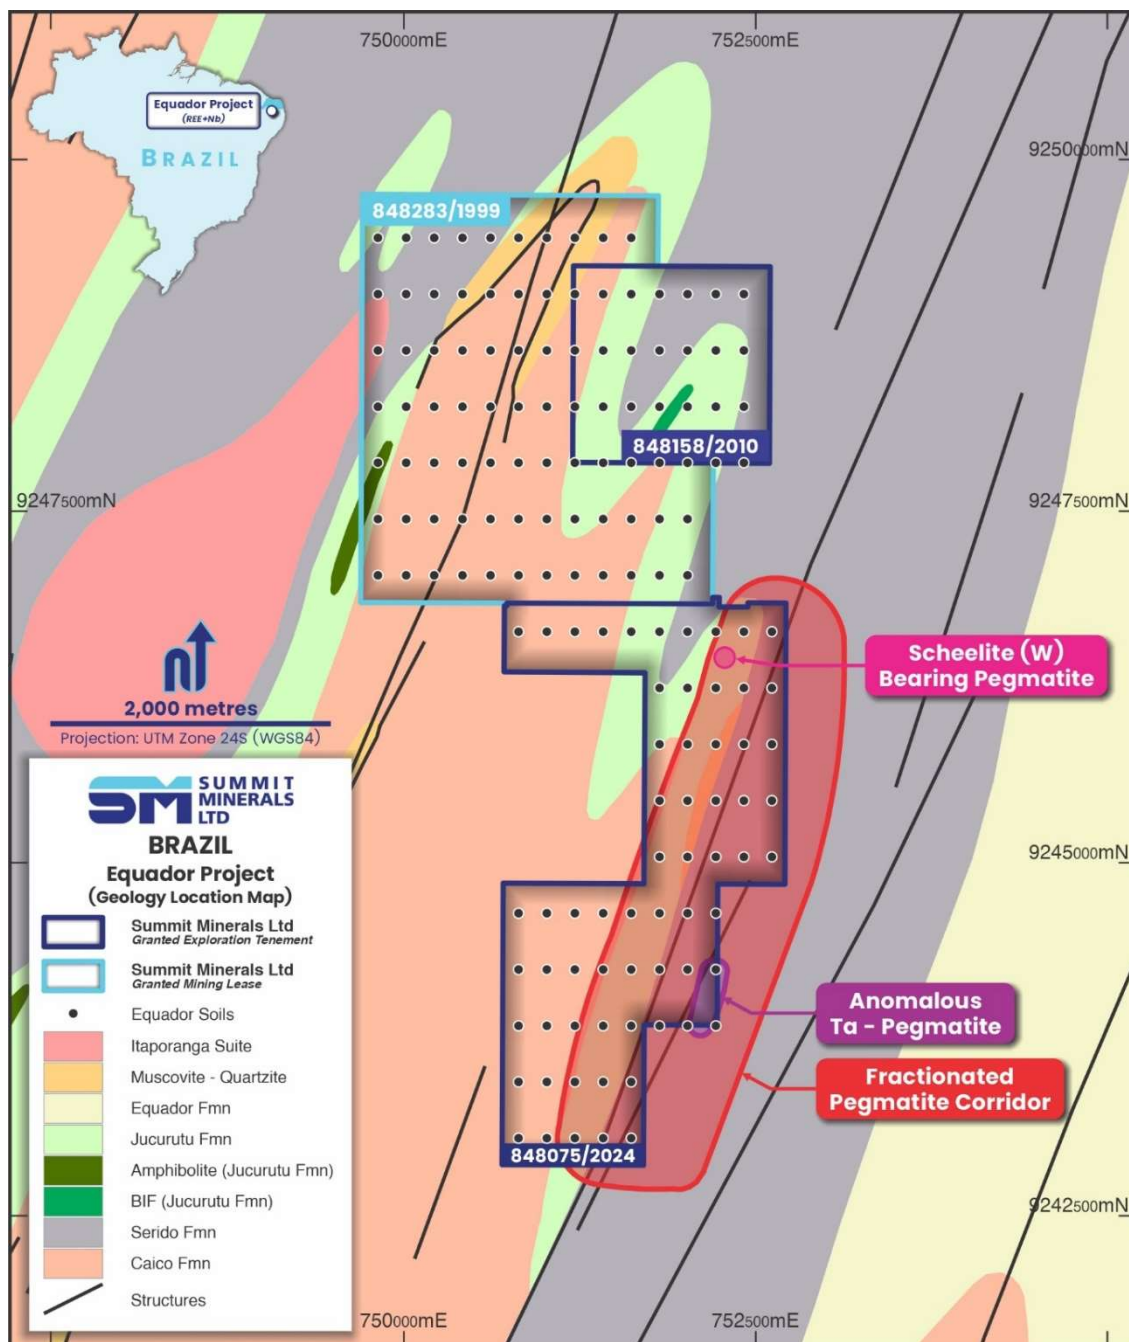 750000mE
752500mE
Equador Project
(REE+Nb)
BRAZIL
9250000mN
848283/1999
848158/2010
9247500mN
9247500mN
Scheelite (W)
Bearing Pegmatite
2,000 metres
Projection: UTM Zone 24S (WGS84)
SM SUMMIT
MINERALS
LTD
BRAZIL
Equador Project
(Geology Location Map)
Summit Minerals Ltd
Granted Exploration Tenement
Summit Minerals Ltd
Granted Mining Lease
Equador Soils
Itaporanga Suite
Muscovite - Quartzite
Equador Fmn
Jucurutu Fmn
Amphibolite (Jucurutu Fmn)
BIF (Jucurutu Fmn)
Serido Fmn
Caico Fmn
Structures
9245000mN
Anomalous
Ta - Pegmatite
Fractionated
Pegmatite Corridor
848075/2024
9242500mN
750000mE
752500mE